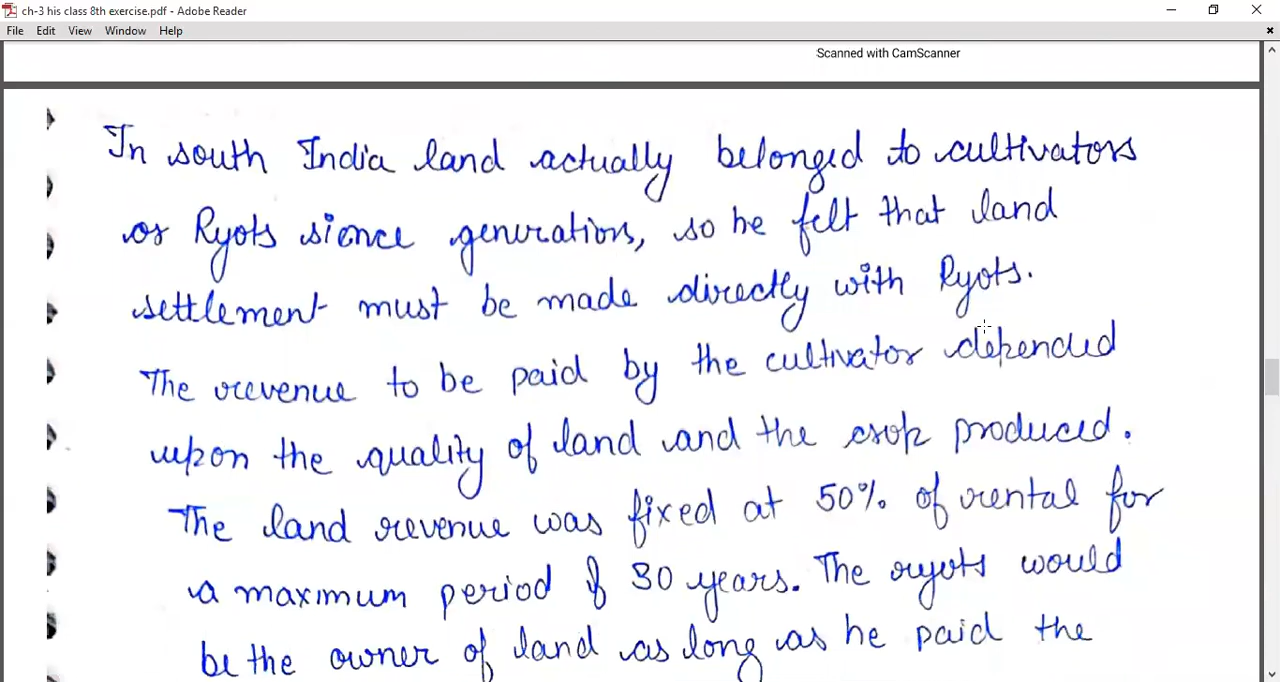 ch-3 his class 8th exercise.pdf - Adobe Reader
File Edit View Window Help
Scanned with CamScanner
In south India land actually belonged to cultivators
or Ryots sience generations, so he felt that land
settlement must be made directly with Ryots.
The revenue to be paid by the cultivator depended
upon the quality of land and the crop produced.
The land revenue was fixed at 50% of rental for
a maximum period of 30 years. The ryots would
be the owner of land as long as he paid the